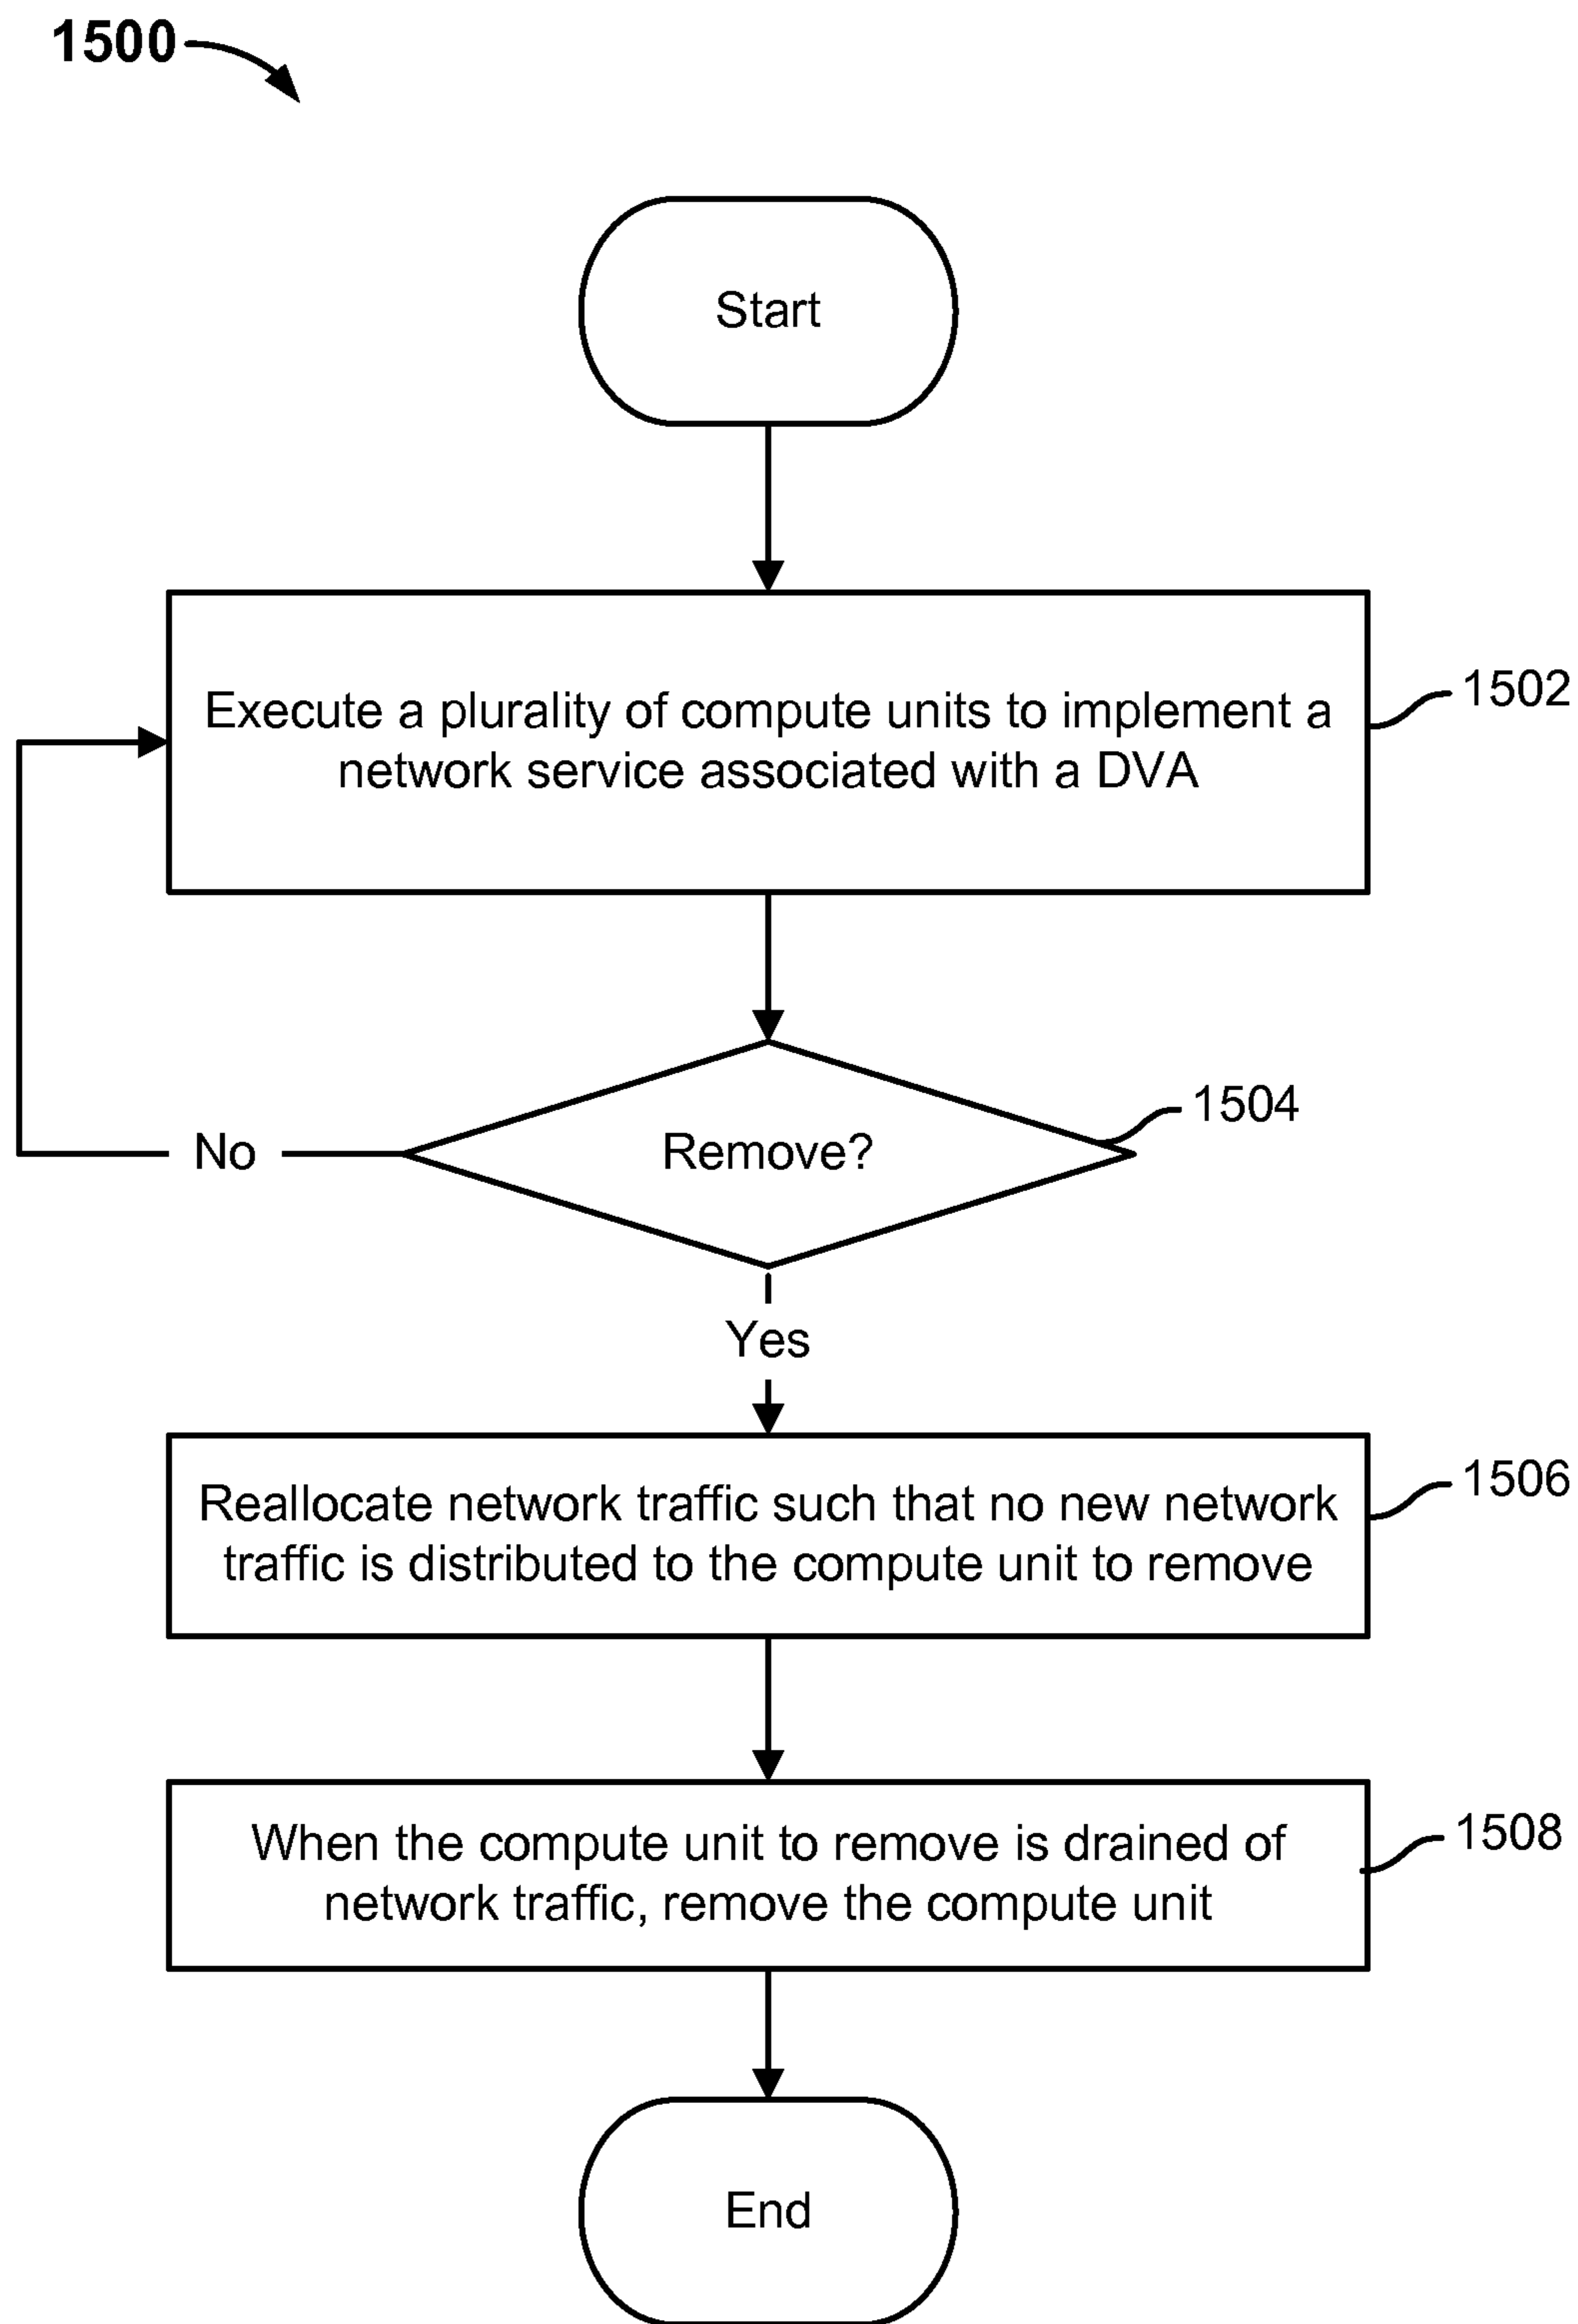 1500
Start
Execute a plurality of compute units to implement a
network service associated with a DVA
1502
Remove?
1504
No
Yes
Reallocate network traffic such that no new network
traffic is distributed to the compute unit to remove
1506
When the compute unit to remove is drained of
network traffic, remove the compute unit
1508
End